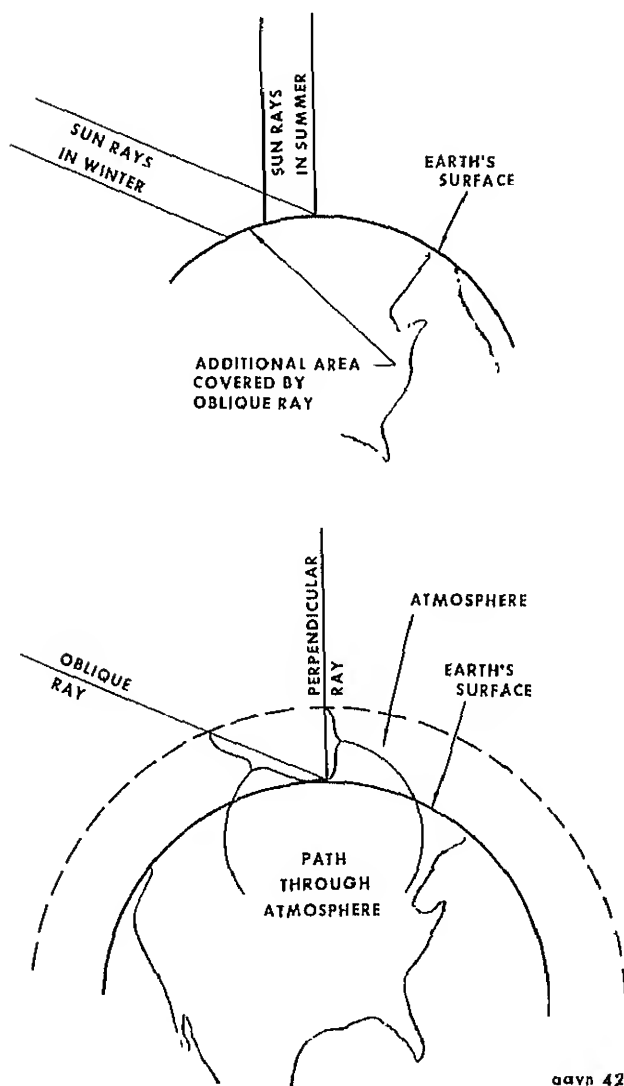 SUN RAYS
IN WINTER
SUN RAYS
IN SUMMER
EARTH'S
SURFACE
ADDITIONAL AREA
COVERED BY
OBLIQUE RAY
OBLIQUE
RAY
PERPENDICULAR
RAY
ATMOSPHERE
EARTH'S
SURFACE
PATH
THROUGH
ATMOSPHERE
42